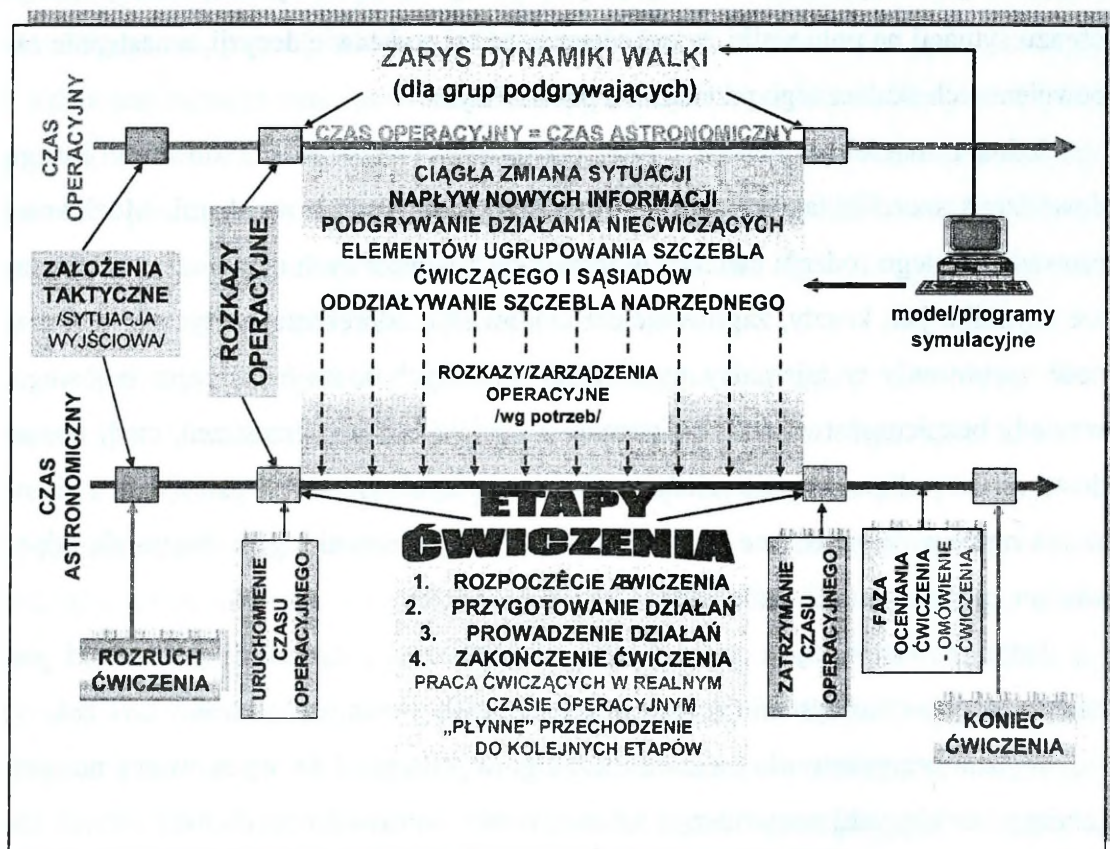 ZARYS DYNAMIKI WALKI
(dla grup podgrywających)
CZAS
OPERACYJNY
CZAS OPERACYJNY = CZAS ASTRONOMICZNY
CIĄGŁA ZMIANA SYTUACJI
NAPŁYW NOWYCH INFORMACJI
PODGRYWANIE DZIAŁANIA NIEĆWICZĄCYCH
ELEMENTÓW UGRUPOWANIA SZCZEBLA
ĆWICZĄCEGO I SĄSIADÓW
ODDZIAŁYWANIE SZCZEBLA NADRZĘDNEGO
ZAŁOŻENIA
TAKTYCZNE
/SYTUACJA
WYJŚCIOWA/
ROZKAZY
OPERACYJNE
model/programy
symulacyjne
ROZKAZY/ZARZĄDZENIA
OPERACYJNE
/wg potrzeb/
CZAS
ASTRONOMICZNY
ETAPY
ĆWICZENIA
1. ROZPOCZÊCIE ÆWICZENIA
2. PRZYGOTOWANIE DZIAŁAŃ
3. PROWADZENIE DZIAŁAŃ
4. ZAKOŃCZENIE ĆWICZENIA
PRACA ĆWICZĄCYCH W REALNYM
CZASIE OPERACYJNYM
„PŁYNNE” PRZECHODZENIE
DO KOLEJNYCH ETAPÓW
ROZRUCH
ĆWICZENIA
URUCHOMIENIE
CZASU
OPERACYJNEGO
ZATRZYMANIE
CZASU
OPERACYJNEGO
FAZA
OCENIANIA
ĆWICZENIA
- OMÓWIENIE
ĆWICZENIA
KONIEC
ĆWICZENIA